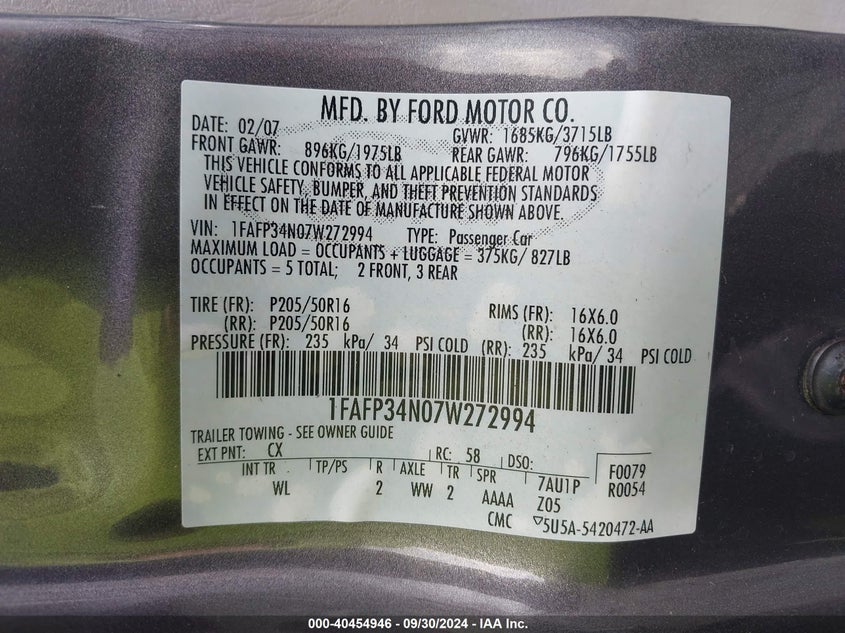 MFD. BY FORD MOTOR CO.
DATE: 02/07 GVWR: 1685KG/3715LB
FRONT GAWR: 896KG/1975LB REAR GAWR: 796KG/1755LB
THIS VEHICLE CONFORMS TO ALL APPLICABLE FEDERAL MOTOR
VEHICLE SAFETY, BUMPER, AND THEFT PREVENTION STANDARDS
IN EFFECT ON THE DATE OF MANUFACTURE SHOWN ABOVE.
VIN: 1FAFP34N07W272994 TYPE: Passenger Car
MAXIMUM LOAD = OCCUPANTS + LUGGAGE = 375KG/ 827LB
OCCUPANTS = 5 TOTAL; 2 FRONT, 3 REAR
TIRE (FR): P205/50R16 RIMS (FR): 16X6.0
(RR): P205/50R16 (RR): 16X6.0
PRESSURE (FR): 235 kPa/ 34 PSI COLD (RR): 235 kPa/ 34 PSI COLD
1FAFP34N07W272994
TRAILER TOWING - SEE OWNER GUIDE
EXT PNT: CX RC: 58 DSO: F0079
INT TR TP/PS R AXLE TR SPR 7AU1P R0054
WL 2 WW 2 AAAA Z05
CMC 5U5A-5420472-AA
000-40454946 - 09/30/2024 - IAA Inc.